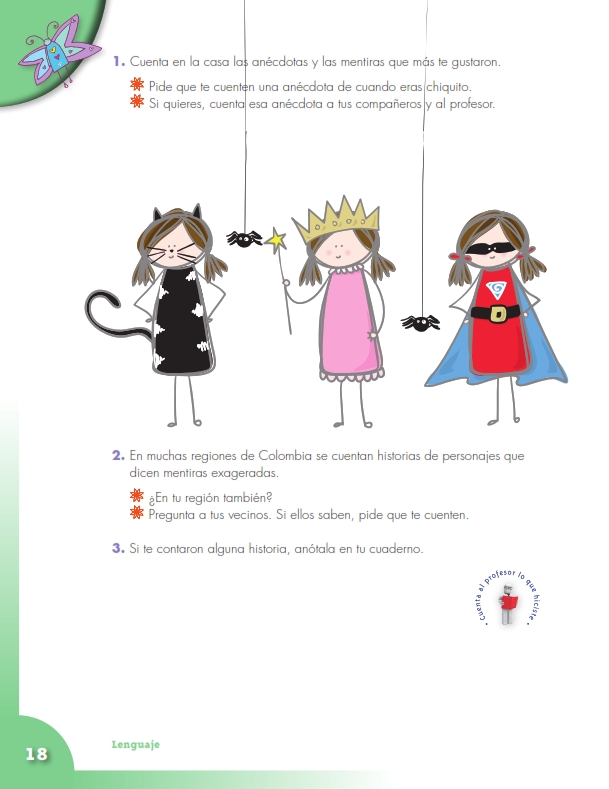 1. Cuenta en la casa las anécdotas y las mentiras que más te gustaron.
Pide que te cuenten una anécdota de cuando eras chiquito.
Si quieres, cuenta esa anécdota a tus compañeros y al profesor.
2. En muchas regiones de Colombia se cuentan historias de personajes que
dicen mentiras exageradas.
¿En tu región también?
Pregunta a tus vecinos. Si ellos saben, pide que te cuenten.
3. Si te contaron alguna historia, anótala en tu cuaderno.
• Cuenta al profesor lo que hiciste •
Lenguaje
18